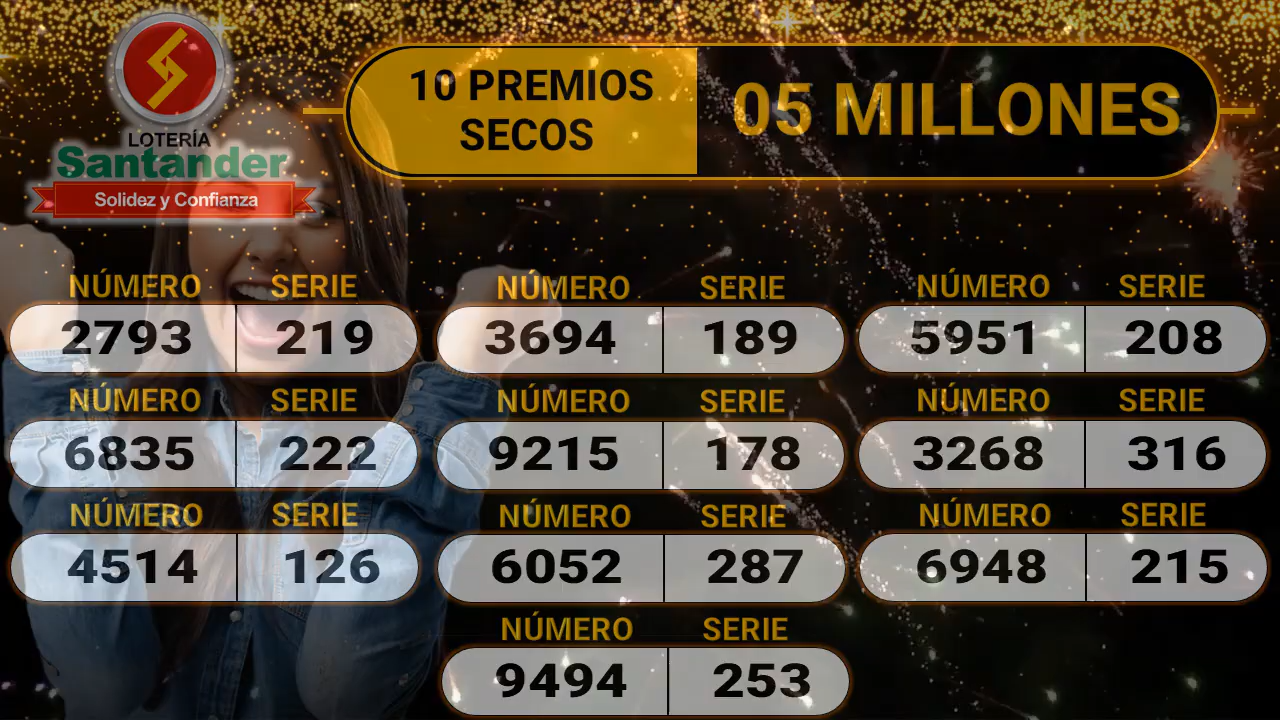 10 PREMIOS
SECOS
05 MILLONES
LOTERÍA
Santander
Solidez y Confianza
NÚMERO SERIE NÚMERO SERIE NÚMERO SERIE
2793 219 3694 189 5951 208
NÚMERO SERIE NÚMERO SERIE NÚMERO SERIE
6835 222 9215 178 3268 316
NÚMERO SERIE NÚMERO SERIE NÚMERO SERIE
4514 126 6052 287 6948 215
NÚMERO SERIE
9494 253